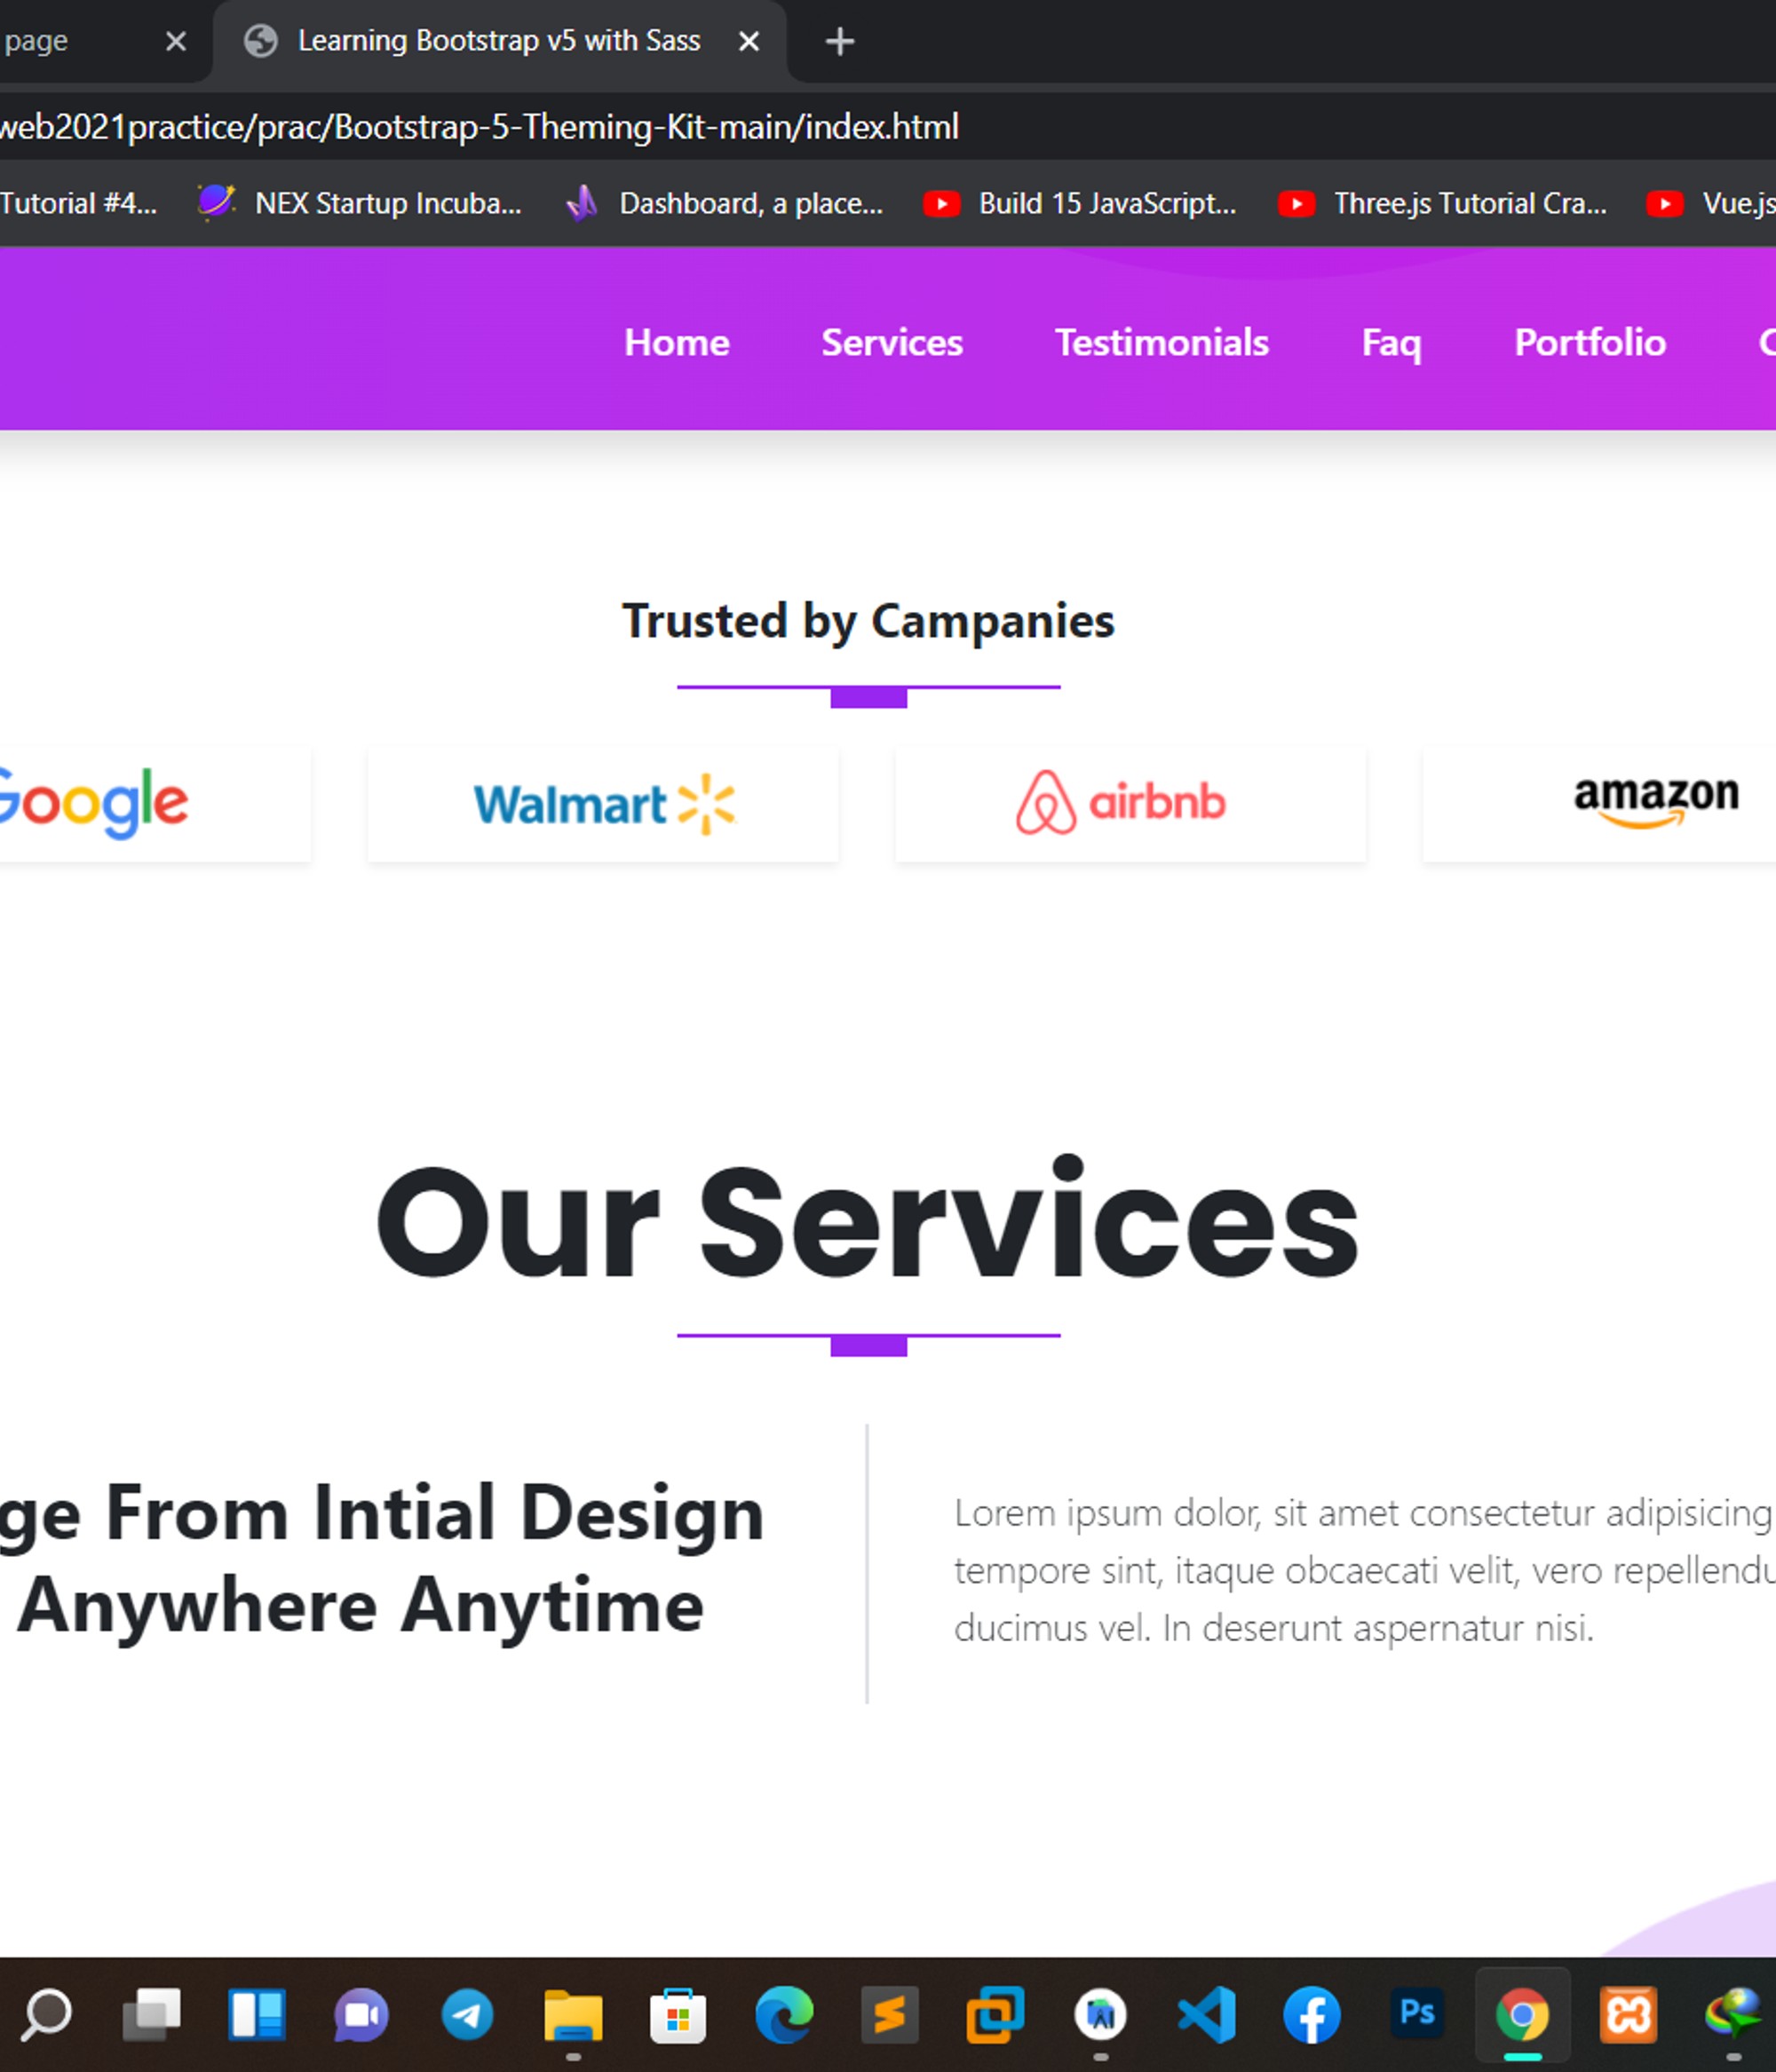 page
Learning Bootstrap v5 with Sass
web2021practice/prac/Bootstrap-5-Theming-Kit-main/index.html
Tutorial #4... NEX Startup Incuba... Dashboard, a place... Build 15 JavaScript... Three.js Tutorial Cra... Vue.js
Home Services Testimonials Faq Portfolio
Trusted by Campanies
Google Walmart airbnb amazon
Our Services
ge From Intial Design
Anywhere Anytime
Lorem ipsum dolor, sit amet consectetur adipisicing
tempore sint, itaque obcaecati velit, vero repellendu
ducimus vel. In deserunt aspernatur nisi.
Ps